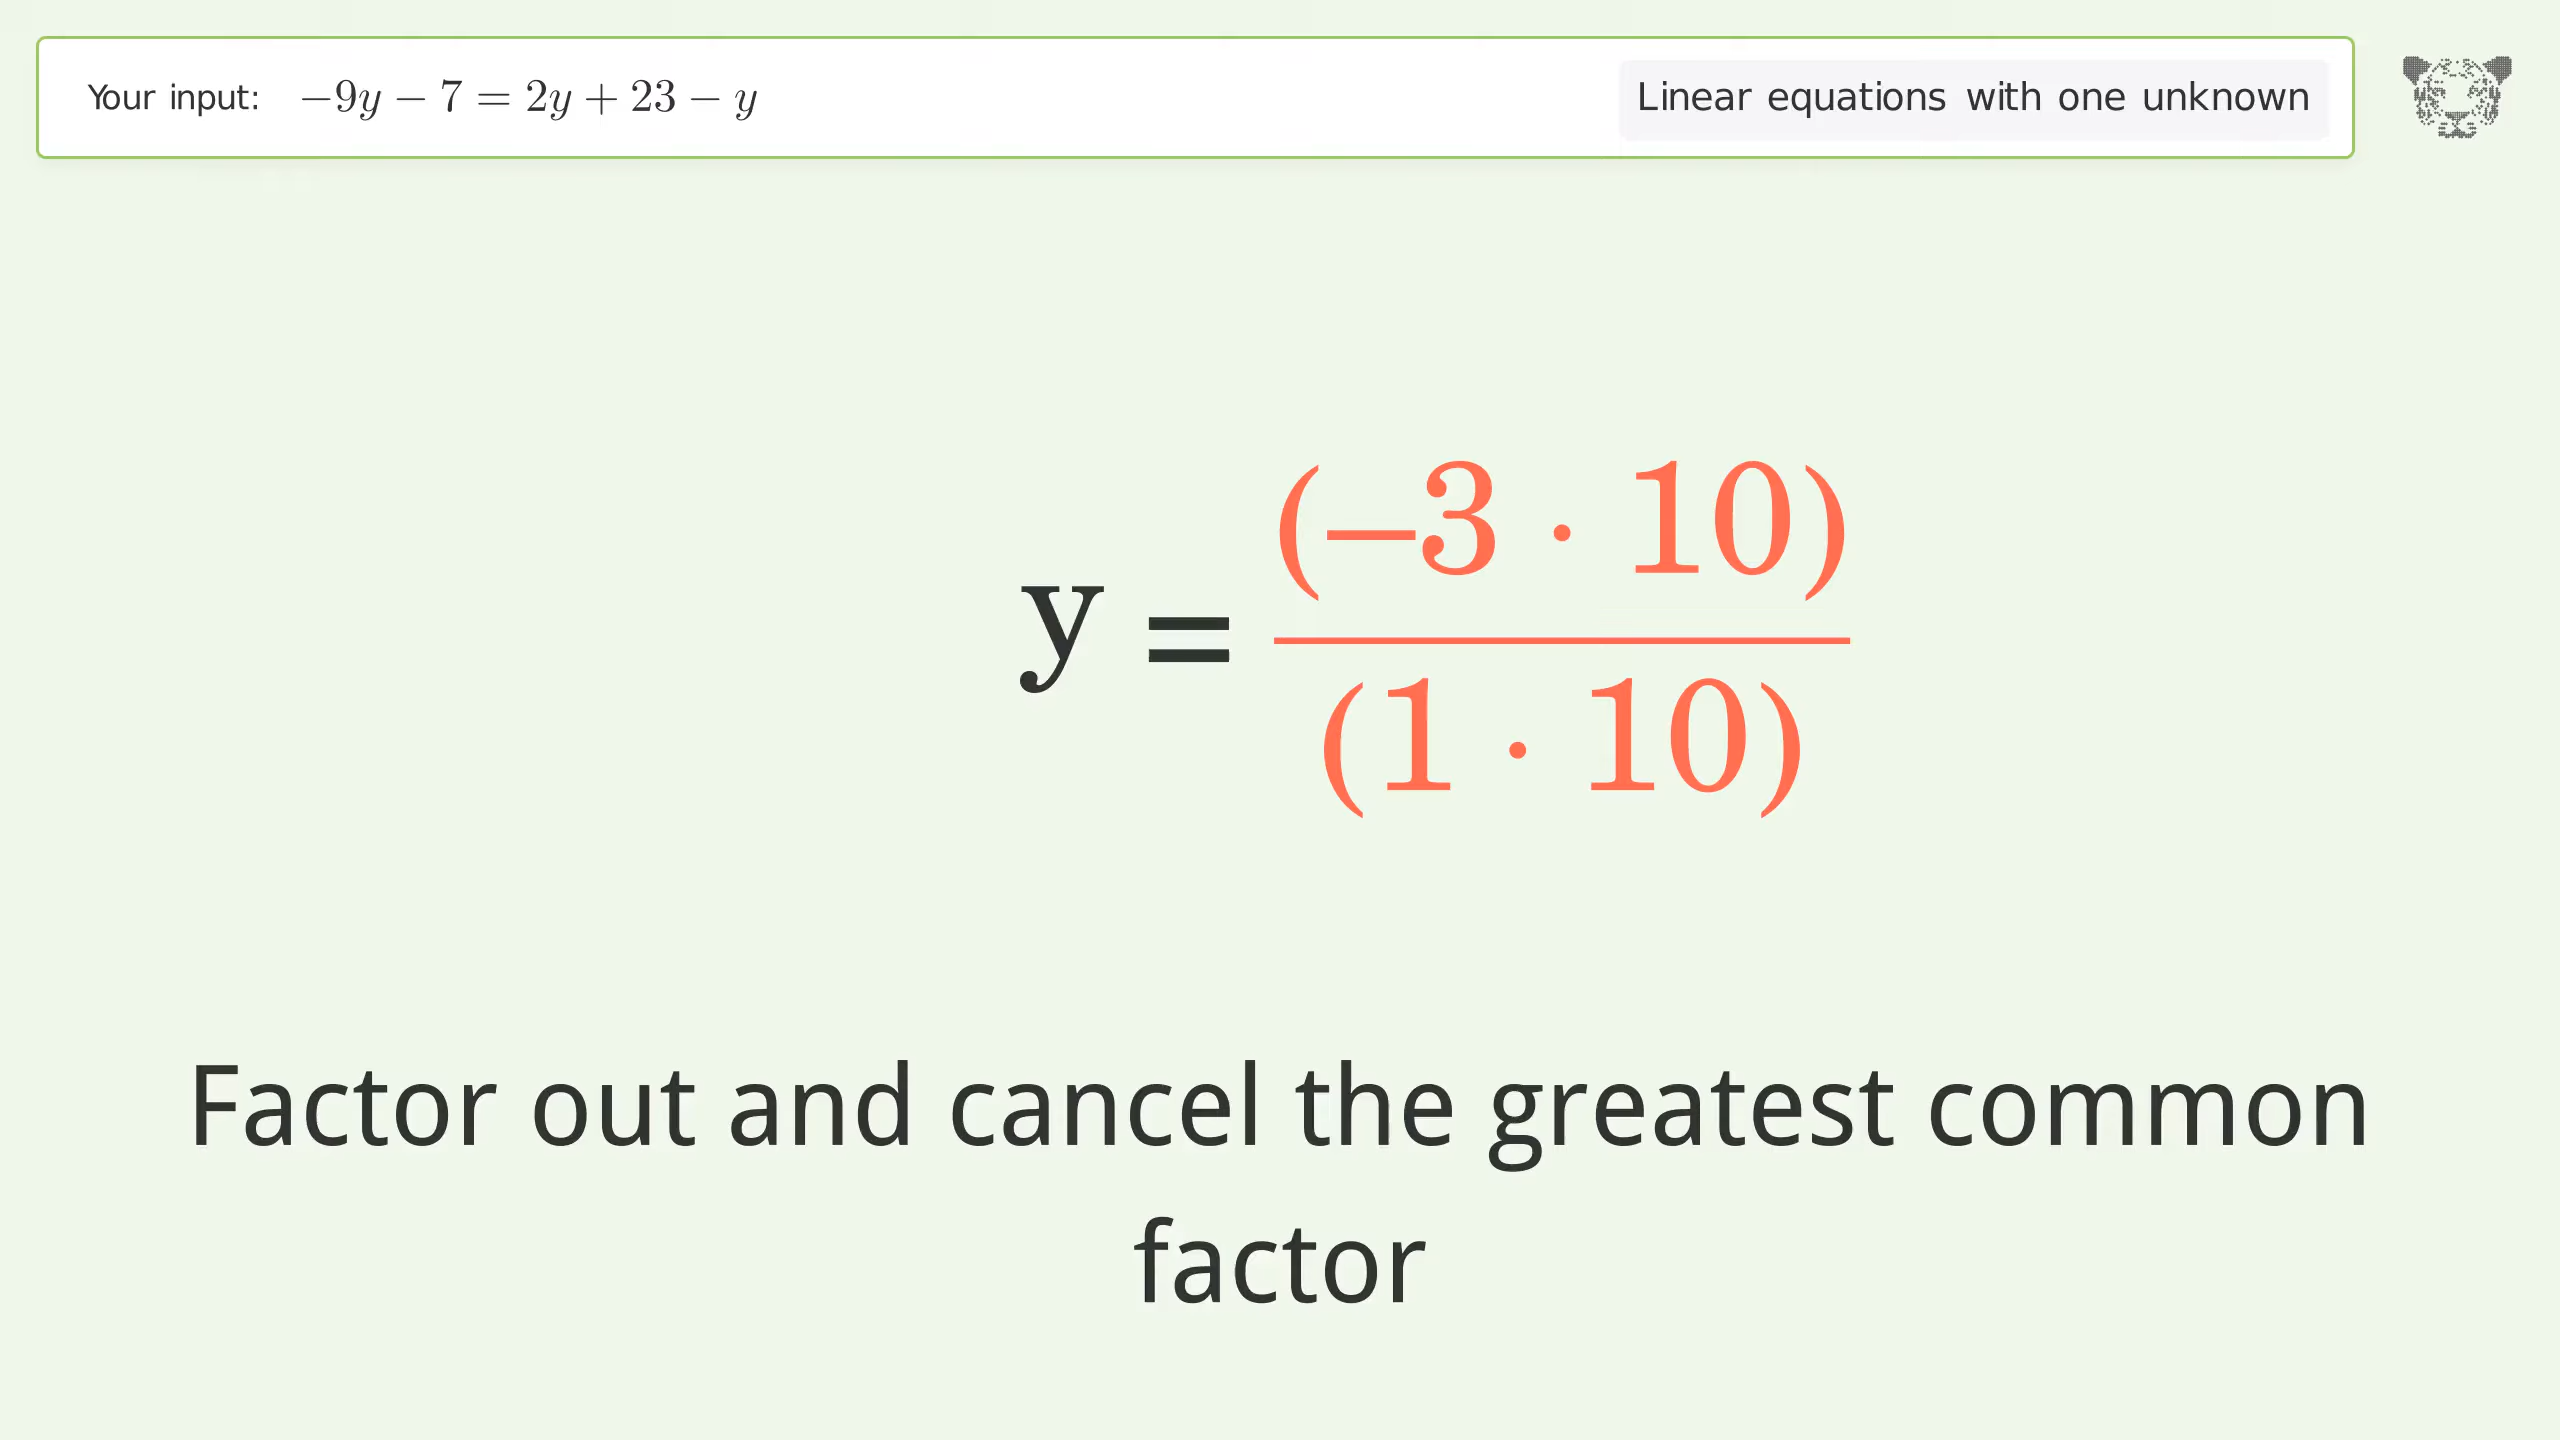 Your input: −9y − 7 = 2y + 23 − y
Linear equations with one unknown
y = (−3 · 10) / (1 · 10)
Factor out and cancel the greatest common
factor